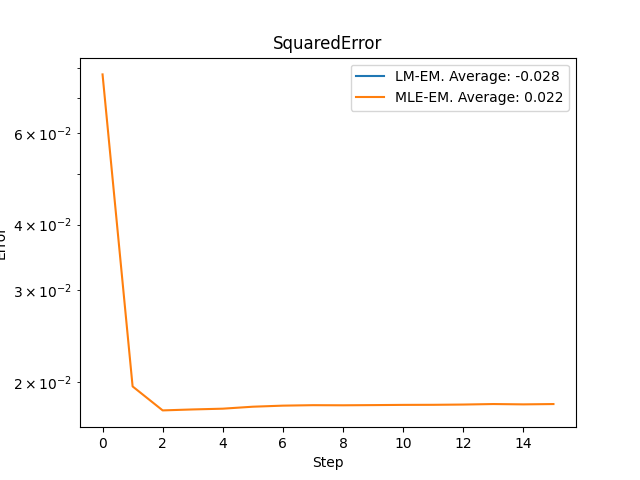 SquaredError
LM-EM. Average: -0.028
MLE-EM. Average: 0.022
6 × 10⁻²
4 × 10⁻²
3 × 10⁻²
2 × 10⁻²
Error
0 2 4 6 8 10 12 14
Step